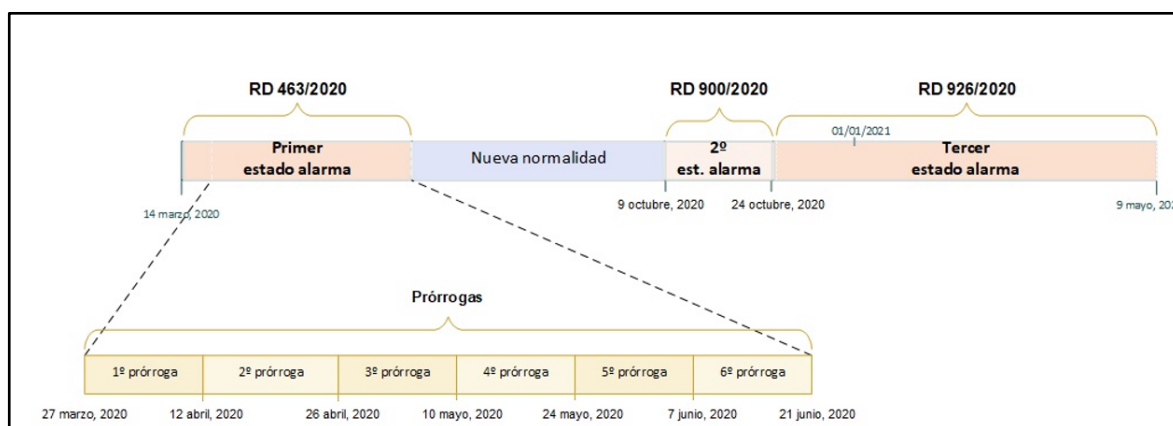 RD 463/2020
RD 900/2020
RD 926/2020
01/01/2021
Primer
estado alarma
Nueva normalidad
2º
est. alarma
Tercer
estado alarma
14 marzo, 2020
9 octubre, 2020
24 octubre, 2020
9 mayo, 202
Prórrogas
1º prórroga
2º prórroga
3º prórroga
4º prórroga
5º prórroga
6º prórroga
27 marzo, 2020
12 abril, 2020
26 abril, 2020
10 mayo, 2020
24 mayo, 2020
7 junio, 2020
21 junio, 2020